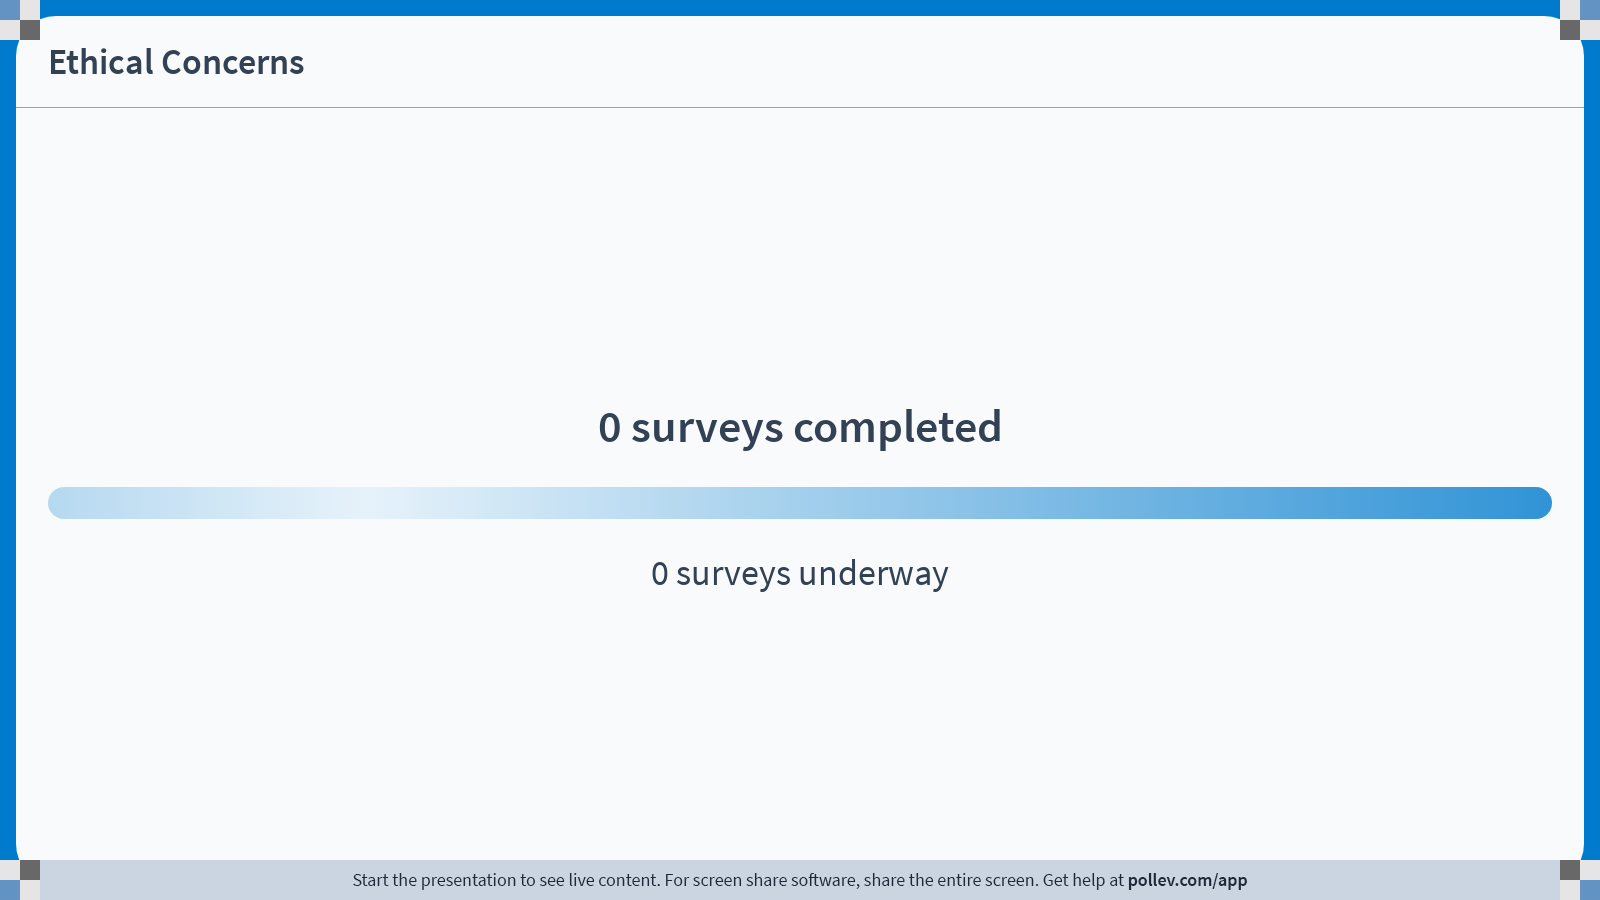 Ethical Concerns
0 surveys completed
0 surveys underway
Start the presentation to see live content. For screen share software, share the entire screen. Get help at pollev.com/app